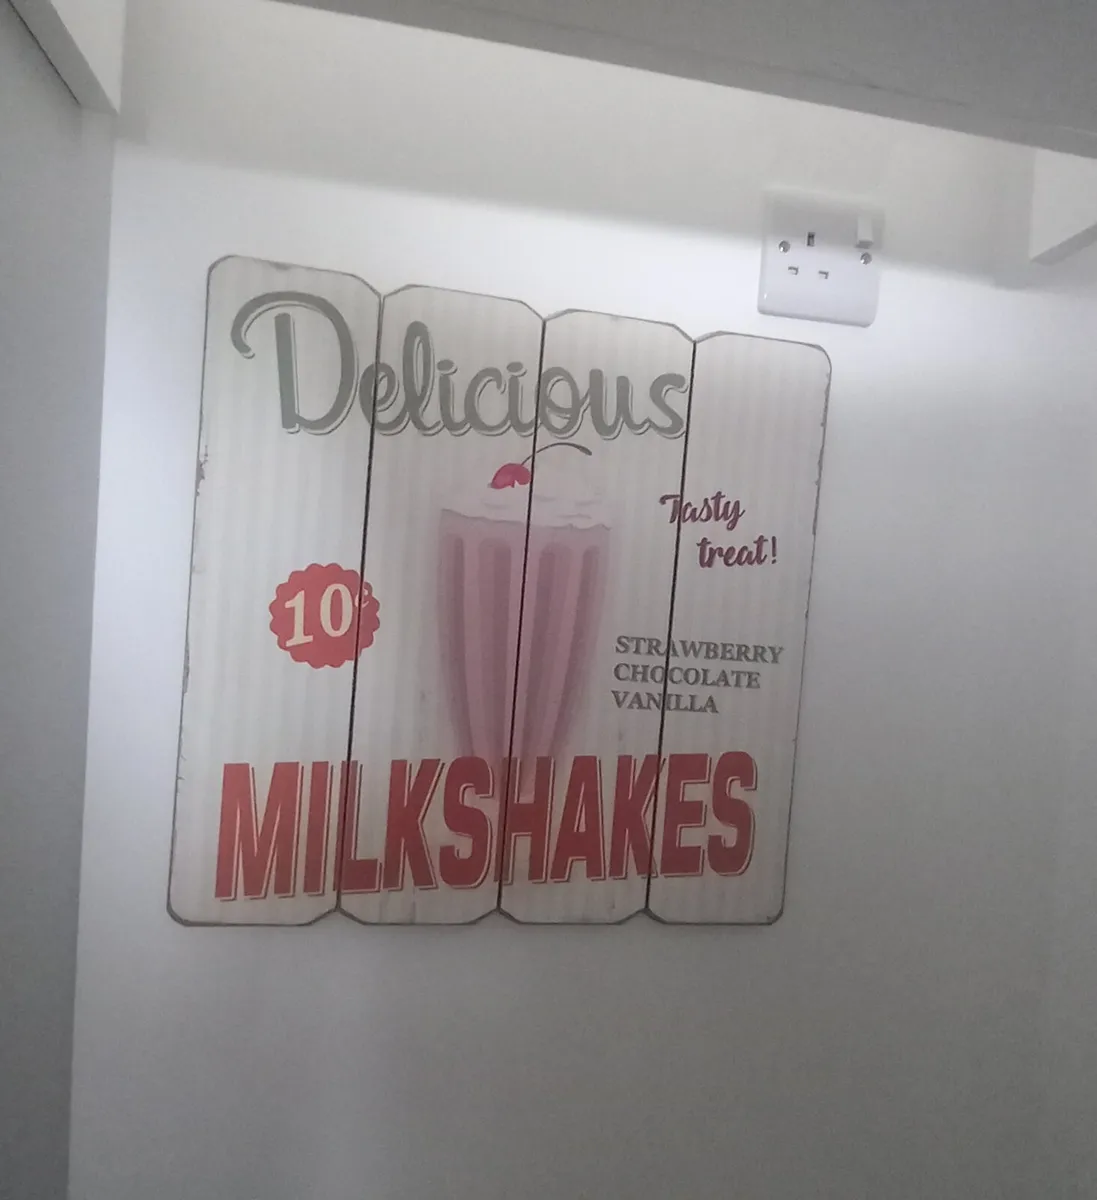 Delicious
Tasty
treat!
10¢
STRAWBERRY
CHOCOLATE
VANILLA
MILKSHAKES